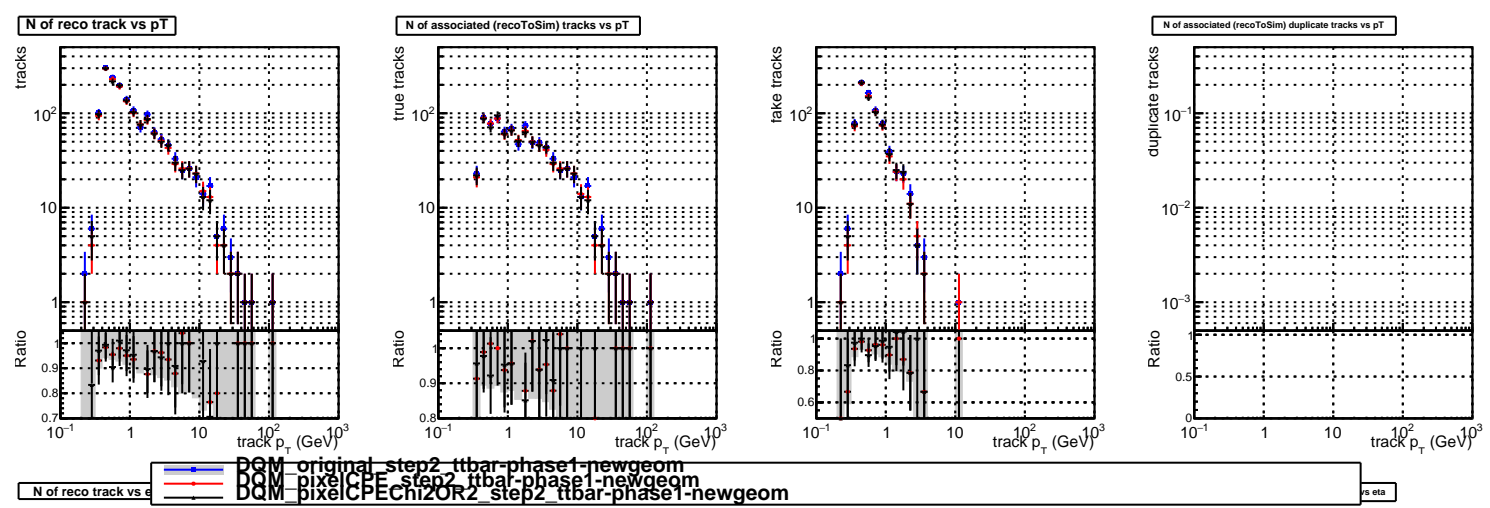 N of reco track vs pT
N of associated (recoToSim) tracks vs pT
N of associated (recoToSim) duplicate tracks vs pT
tracks
10²
10
1
Ratio
1
0.9
0.8
0.7
10⁻¹ 1 10 10² 10³
track p_T (GeV)
true tracks
10²
10
1
Ratio
1
0.9
0.8
10⁻¹ 1 10 10² 10³
track p_T (GeV)
fake tracks
10²
10
1
Ratio
1
0.8
0.6
10⁻¹ 1 10 10² 10³
track p_T (GeV)
duplicate tracks
10⁻¹
10⁻²
10⁻³
Ratio
1
0.5
0
10⁻¹ 1 10 10² 10³
track p_T (GeV)
DQM_original_step2_ttbar-phase1-newgeom
DQM_pixelCPE_step2_ttbar-phase1-newgeom
DQM_pixelCPEChi2OR2_step2_ttbar-phase1-newgeom
N of reco track vs e
vs eta